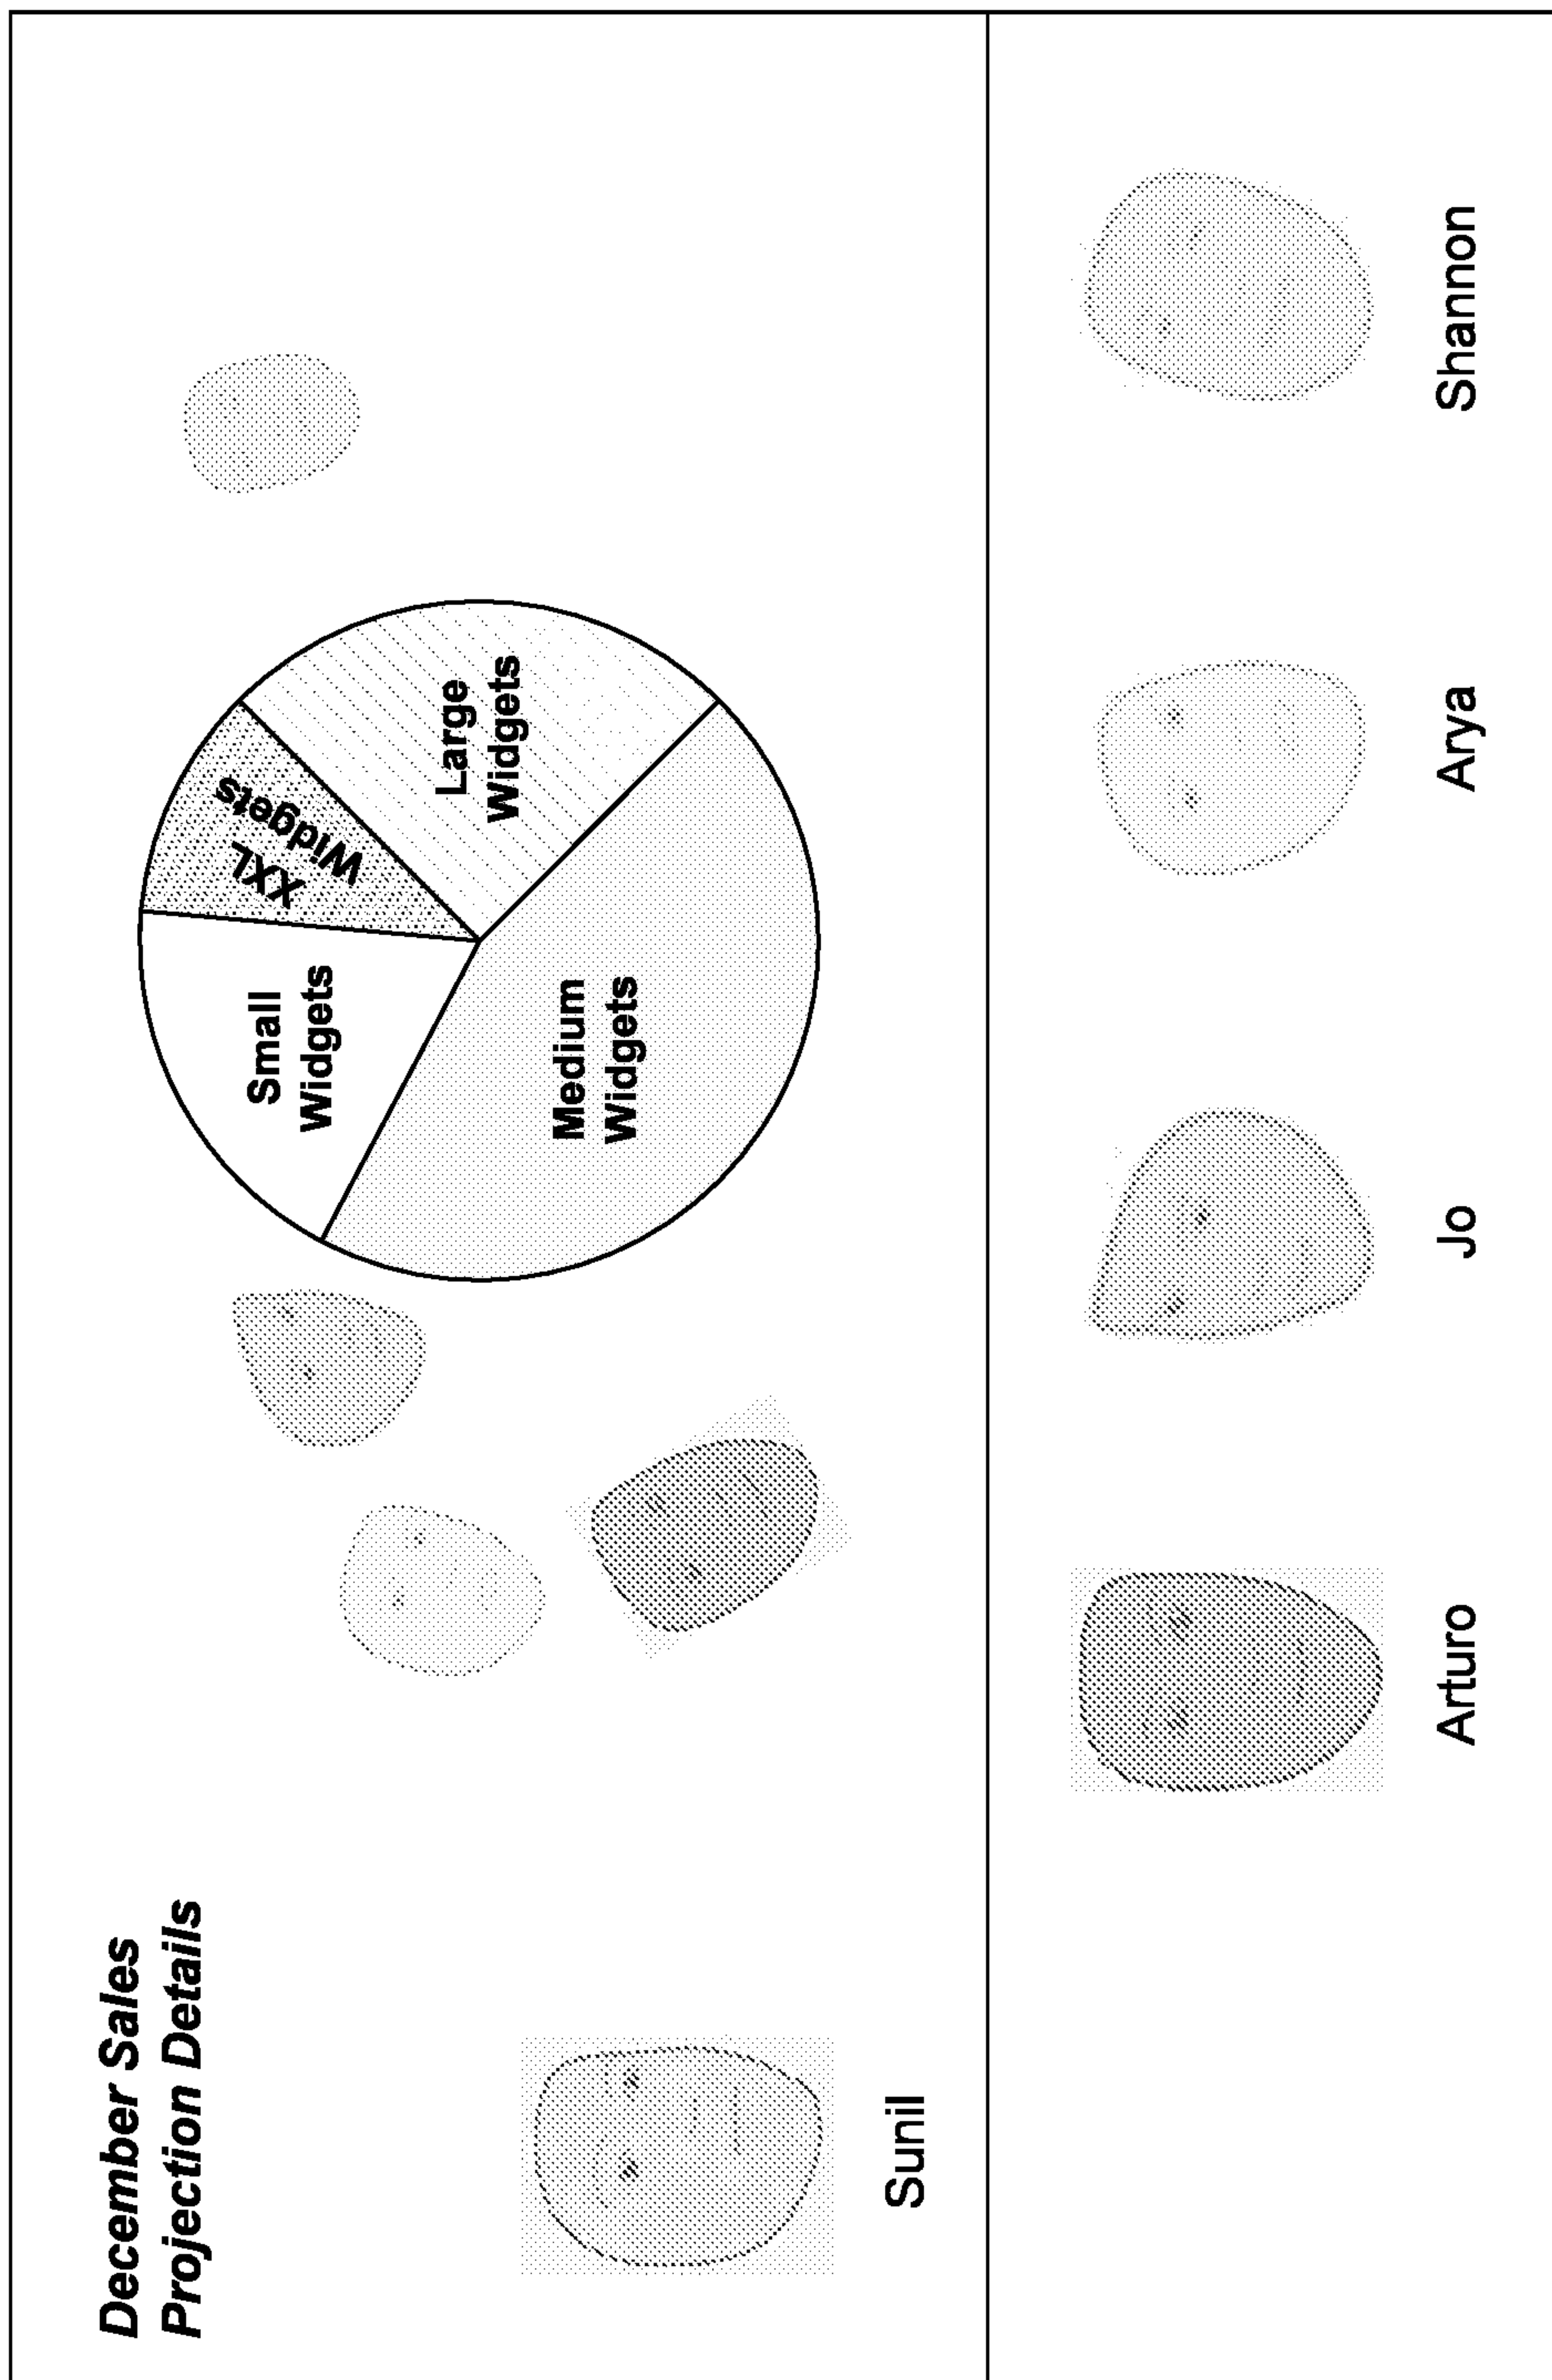 December Sales
Projection Details
Small
Widgets
XXL
Widgets
Large
Widgets
Medium
Widgets
Sunil
Arturo
Jo
Arya
Shannon